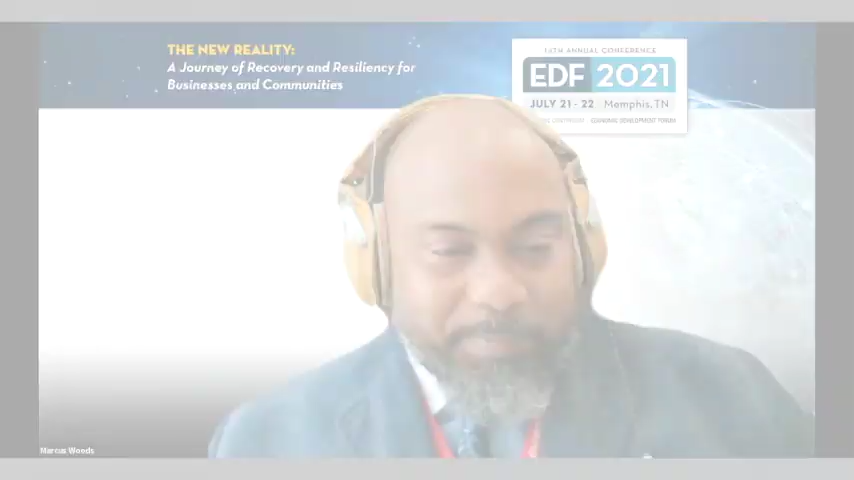 THE NEW REALITY:
A Journey of Recovery and Resiliency for
Businesses and Communities
14TH ANNUAL CONFERENCE
EDF 2021
JULY 21 - 22 Memphis, TN
ECONOMIC DEVELOPMENT FORUM
Marcus Woods